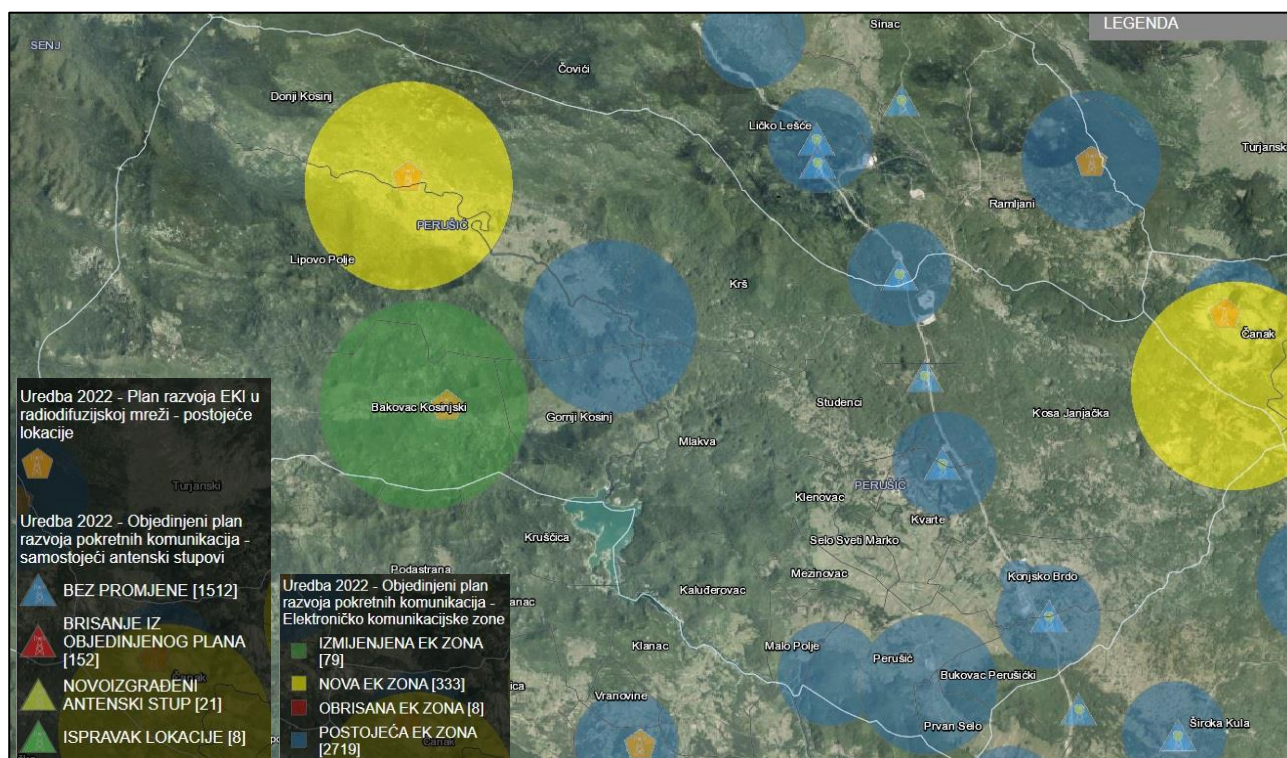 LEGENDA
SENJ
Sinac
Čovići
Donji Kosinj
Ličko Lešće
Turjansk
Ramljani
PERUŠIĆ
Lipovo Polje
Krš
Čanak
Bakovac Kosinjski
Gornji Kosinj
Studenci
Kosa Janjačka
Mlakva
PERUŠIĆ
Klenovac
Kvarte
Kruščica
Selo Sveti Marko
Mezinovac
Podastrana
Konjsko Brdo
Kaluđerovac
Klanac
Malo Polje
Perušić
Bukovac Perušićki
Vranovine
Prvan Selo
Široka Kula
Uredba 2022 - Plan razvoja EKI u
radiodifuzijskoj mreži - postojeće
lokacije
Turjanski
Uredba 2022 - Objedinjeni plan
razvoja pokretnih komunikacija -
samostojeći antenski stupovi
BEZ PROMJENE [1512]
BRISANJE IZ
OBJEDINJENOG PLANA
[152]
Čanak
NOVOIZGRAĐENI
ANTENSKI STUP [21]
ISPRAVAK LOKACIJE [8]
Uredba 2022 - Objedinjeni plan
razvoja pokretnih komunikacija -
Elektroničko komunikacijske zone
IZMIJENJENA EK ZONA
[79]
NOVA EK ZONA [333]
OBRISANA EK ZONA [8]
POSTOJEĆA EK ZONA
[2719]
Čanak